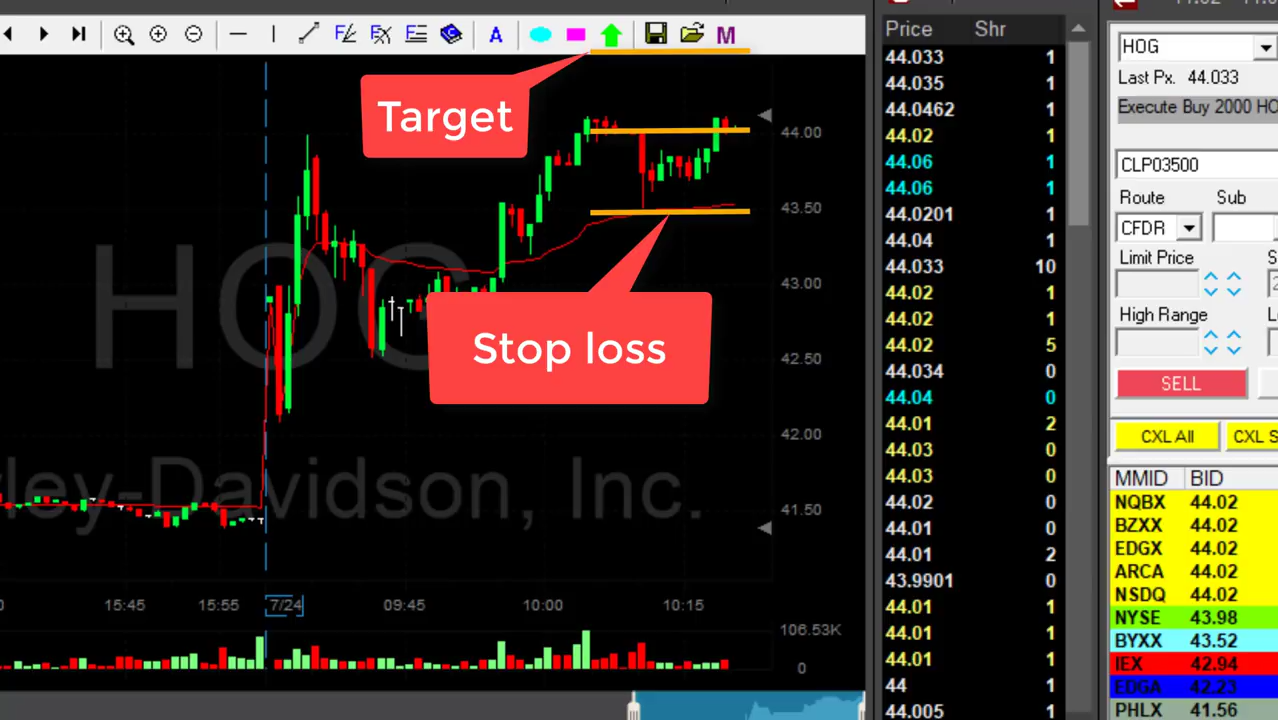 A
M
Target
Stop loss
HOG
rley-Davidson, Inc.
44.00
43.50
43.00
42.50
42.00
41.50
15:45
15:55
7/24
09:45
10:00
10:15
106.53K
0
Price Shr
44.033 1
44.035 1
44.0462 1
44.02 1
44.06 1
44.06 1
44.0201 1
44.04 1
44.033 10
44.02 1
44.02 1
44.02 5
44.034 0
44.04 0
44.01 2
44.03 0
44.03 0
44.02 0
44.01 0
44.01 2
43.9901 0
44.01 1
44.01 1
44.01 1
44 1
44.005 1
HOG
Last Px. 44.033
Execute Buy 2000 HO
CLP03500
Route Sub
CFDR
Limit Price S
High Range L
SELL
CXL All CXL S
MMID BID
NQBX 44.02
BZXX 44.02
EDGX 44.02
ARCA 44.02
NSDQ 44.02
NYSE 43.98
BYXX 43.52
IEX 42.94
EDGA 42.23
PHLX 41.56